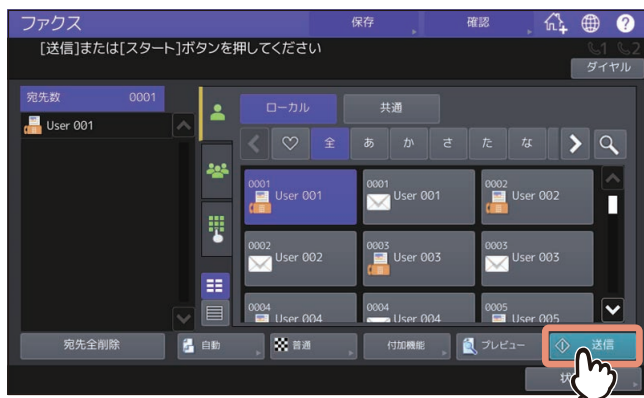 ファクス 保存 確認
[送信]または[スタート]ボタンを押してください
1 2
ダイヤル
宛先数 0001
User 001
ローカル 共通
全 あ か さ た な
0001 User 001
0001 User 001
0002 User 002
0002 User 002
0003 User 003
0003 User 003
0004 User 004
0004 User 004
0005 User 005
宛先全削除 自動 普通 付加機能 プレビュー 送信
状